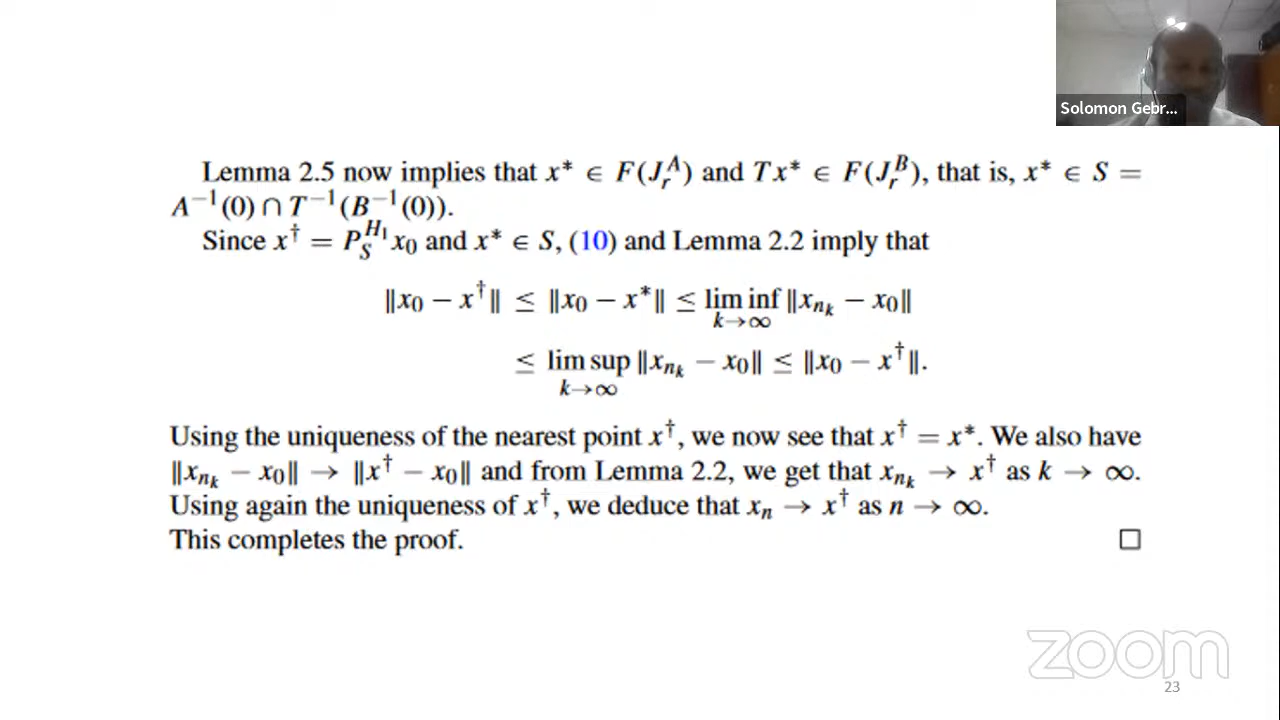 Solomon Gebr...
Lemma 2.5 now implies that x* ∈ F(J_r^A) and Tx* ∈ F(J_r^B), that is, x* ∈ S =
A^{-1}(0) ∩ T^{-1}(B^{-1}(0)).
Since x^† = P_S^{H_1} x_0 and x* ∈ S, (10) and Lemma 2.2 imply that
‖x_0 − x^†‖ ≤ ‖x_0 − x*‖ ≤ lim inf_{k→∞} ‖x_{n_k} − x_0‖
≤ lim sup_{k→∞} ‖x_{n_k} − x_0‖ ≤ ‖x_0 − x^†‖.
Using the uniqueness of the nearest point x^†, we now see that x^† = x*. We also have
‖x_{n_k} − x_0‖ → ‖x^† − x_0‖ and from Lemma 2.2, we get that x_{n_k} → x^† as k → ∞.
Using again the uniqueness of x^†, we deduce that x_n → x^† as n → ∞.
This completes the proof. □
zoom
23